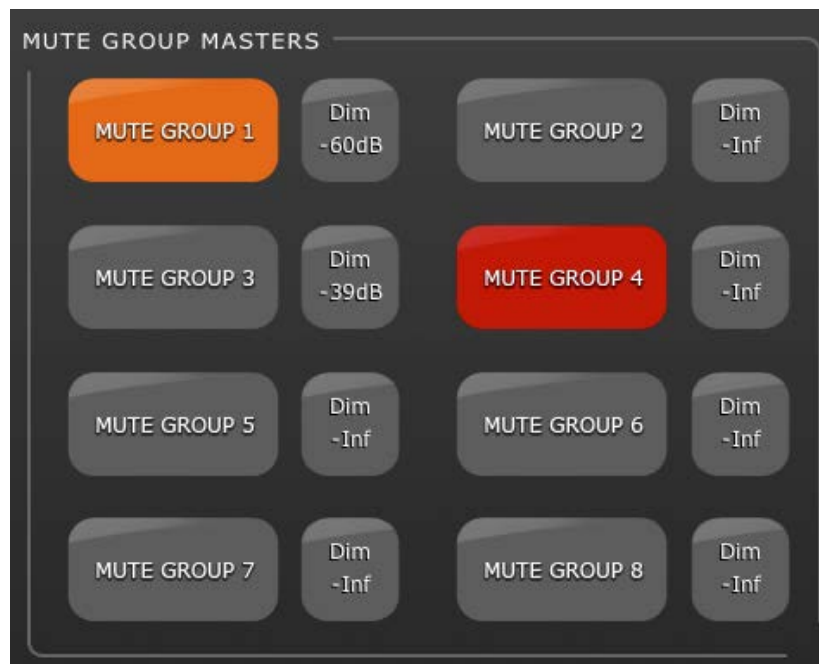 MUTE GROUP MASTERS
MUTE GROUP 1
Dim
-60dB
MUTE GROUP 2
Dim
-Inf
MUTE GROUP 3
Dim
-39dB
MUTE GROUP 4
Dim
-Inf
MUTE GROUP 5
Dim
-Inf
MUTE GROUP 6
Dim
-Inf
MUTE GROUP 7
Dim
-Inf
MUTE GROUP 8
Dim
-Inf